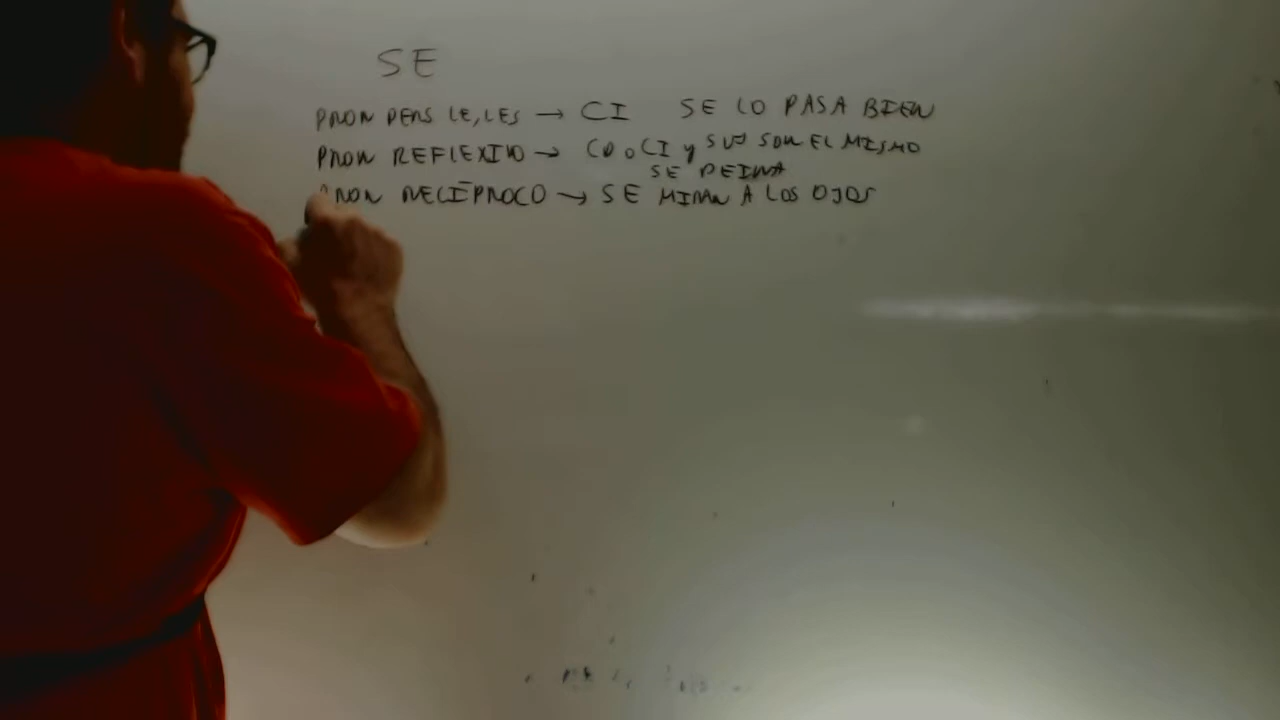 SE
PRON PERS LE, LES → CI SE LO PASA BIEN
PRON REFLEXIVO → CD o CI y SUJ SON EL MISMO
SE PEINA
PRON RECÍPROCO → SE MIRAN A LOS OJOS